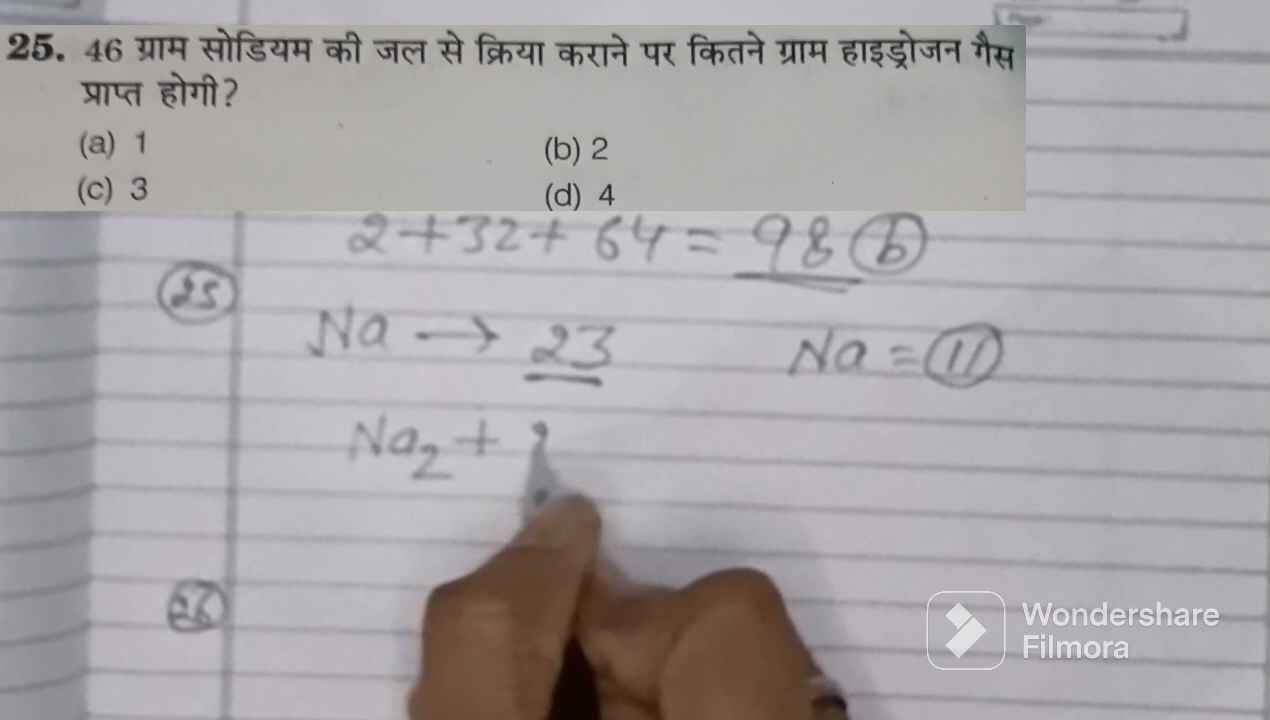 25. 46 ग्राम सोडियम की जल से क्रिया कराने पर कितने ग्राम हाइड्रोजन गैस
प्राप्त होगी?
(a) 1
(b) 2
(c) 3
(d) 4
2+32+64=98 (b)
25
Na → 23
Na = 11
Na2 +
26
Wondershare
Filmora